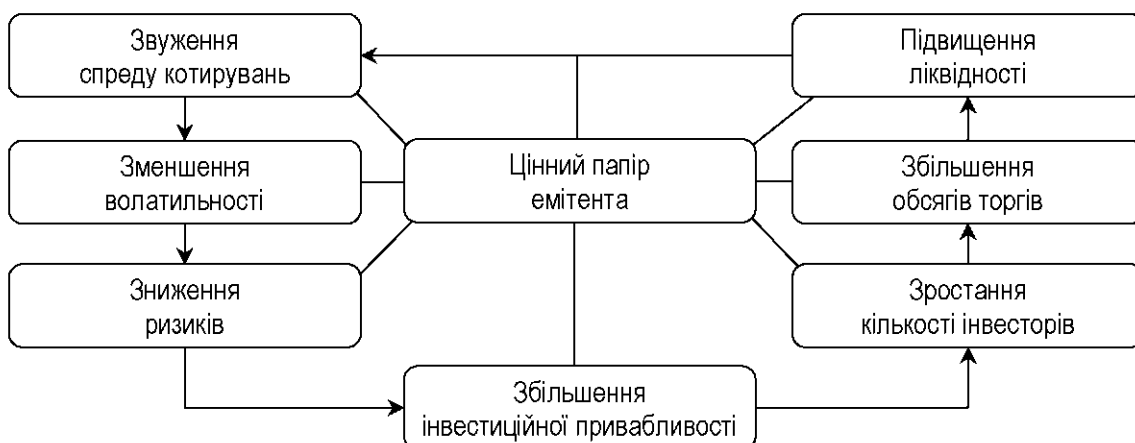 Звуження
спреду котирувань
Підвищення
ліквідності
Зменшення
волатильності
Цінний папір
емітента
Збільшення
обсягів торгів
Зниження
ризиків
Зростання
кількості інвесторів
Збільшення
інвестиційної привабливості